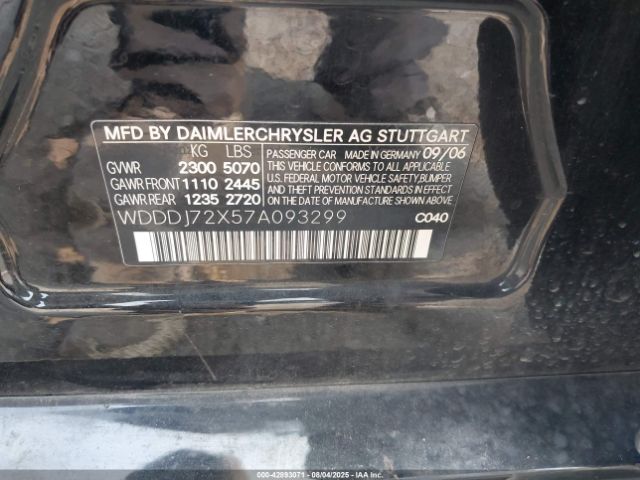 MFD BY DAIMLERCHRYSLER AG STUTTGART
KG LBS
GVWR 2300 5070
GAWR FRONT 1110 2445
GAWR REAR 1235 2720
PASSENGER CAR MADE IN GERMANY 09/06
THIS VEHICLE CONFORMS TO ALL APPLICABLE
U.S. FEDERAL MOTOR VEHICLE SAFETY, BUMPER,
AND THEFT PREVENTION STANDARDS IN EFFECT
ON THE DATE OF MANUFACTURE SHOWN ABOVE
WDDDJ72X57A093299 C040
000-42893071 - 08/04/2025 - IAAI.COM